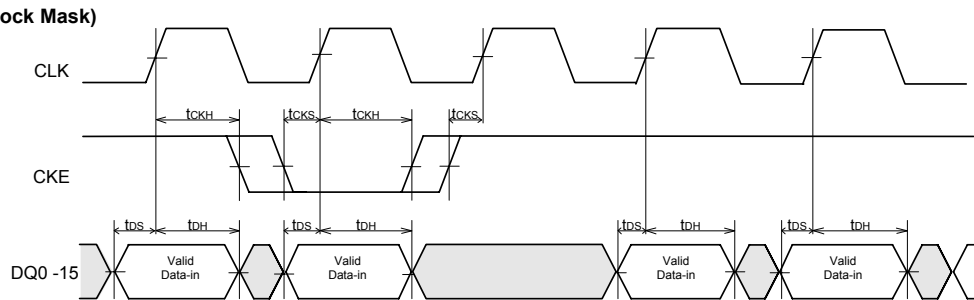 ock Mask)
CLK
tCKH tCKS tCKH tCKS
CKE
tDS tDH tDS tDH tDS tDH tDS tDH
DQ0 -15
Valid Data-in
Valid Data-in
Valid Data-in
Valid Data-in